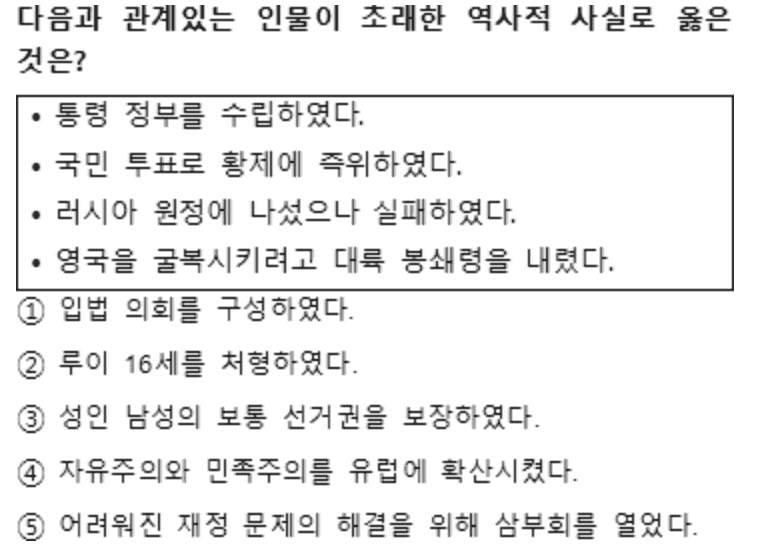 다음과 관계있는 인물이 초래한 역사적 사실로 옳은
것은?
• 통령 정부를 수립하였다.
• 국민 투표로 황제에 즉위하였다.
• 러시아 원정에 나섰으나 실패하였다.
• 영국을 굴복시키려고 대륙 봉쇄령을 내렸다.
① 입법 의회를 구성하였다.
② 루이 16세를 처형하였다.
③ 성인 남성의 보통 선거권을 보장하였다.
④ 자유주의와 민족주의를 유럽에 확산시켰다.
⑤ 어려워진 재정 문제의 해결을 위해 삼부회를 열었다.